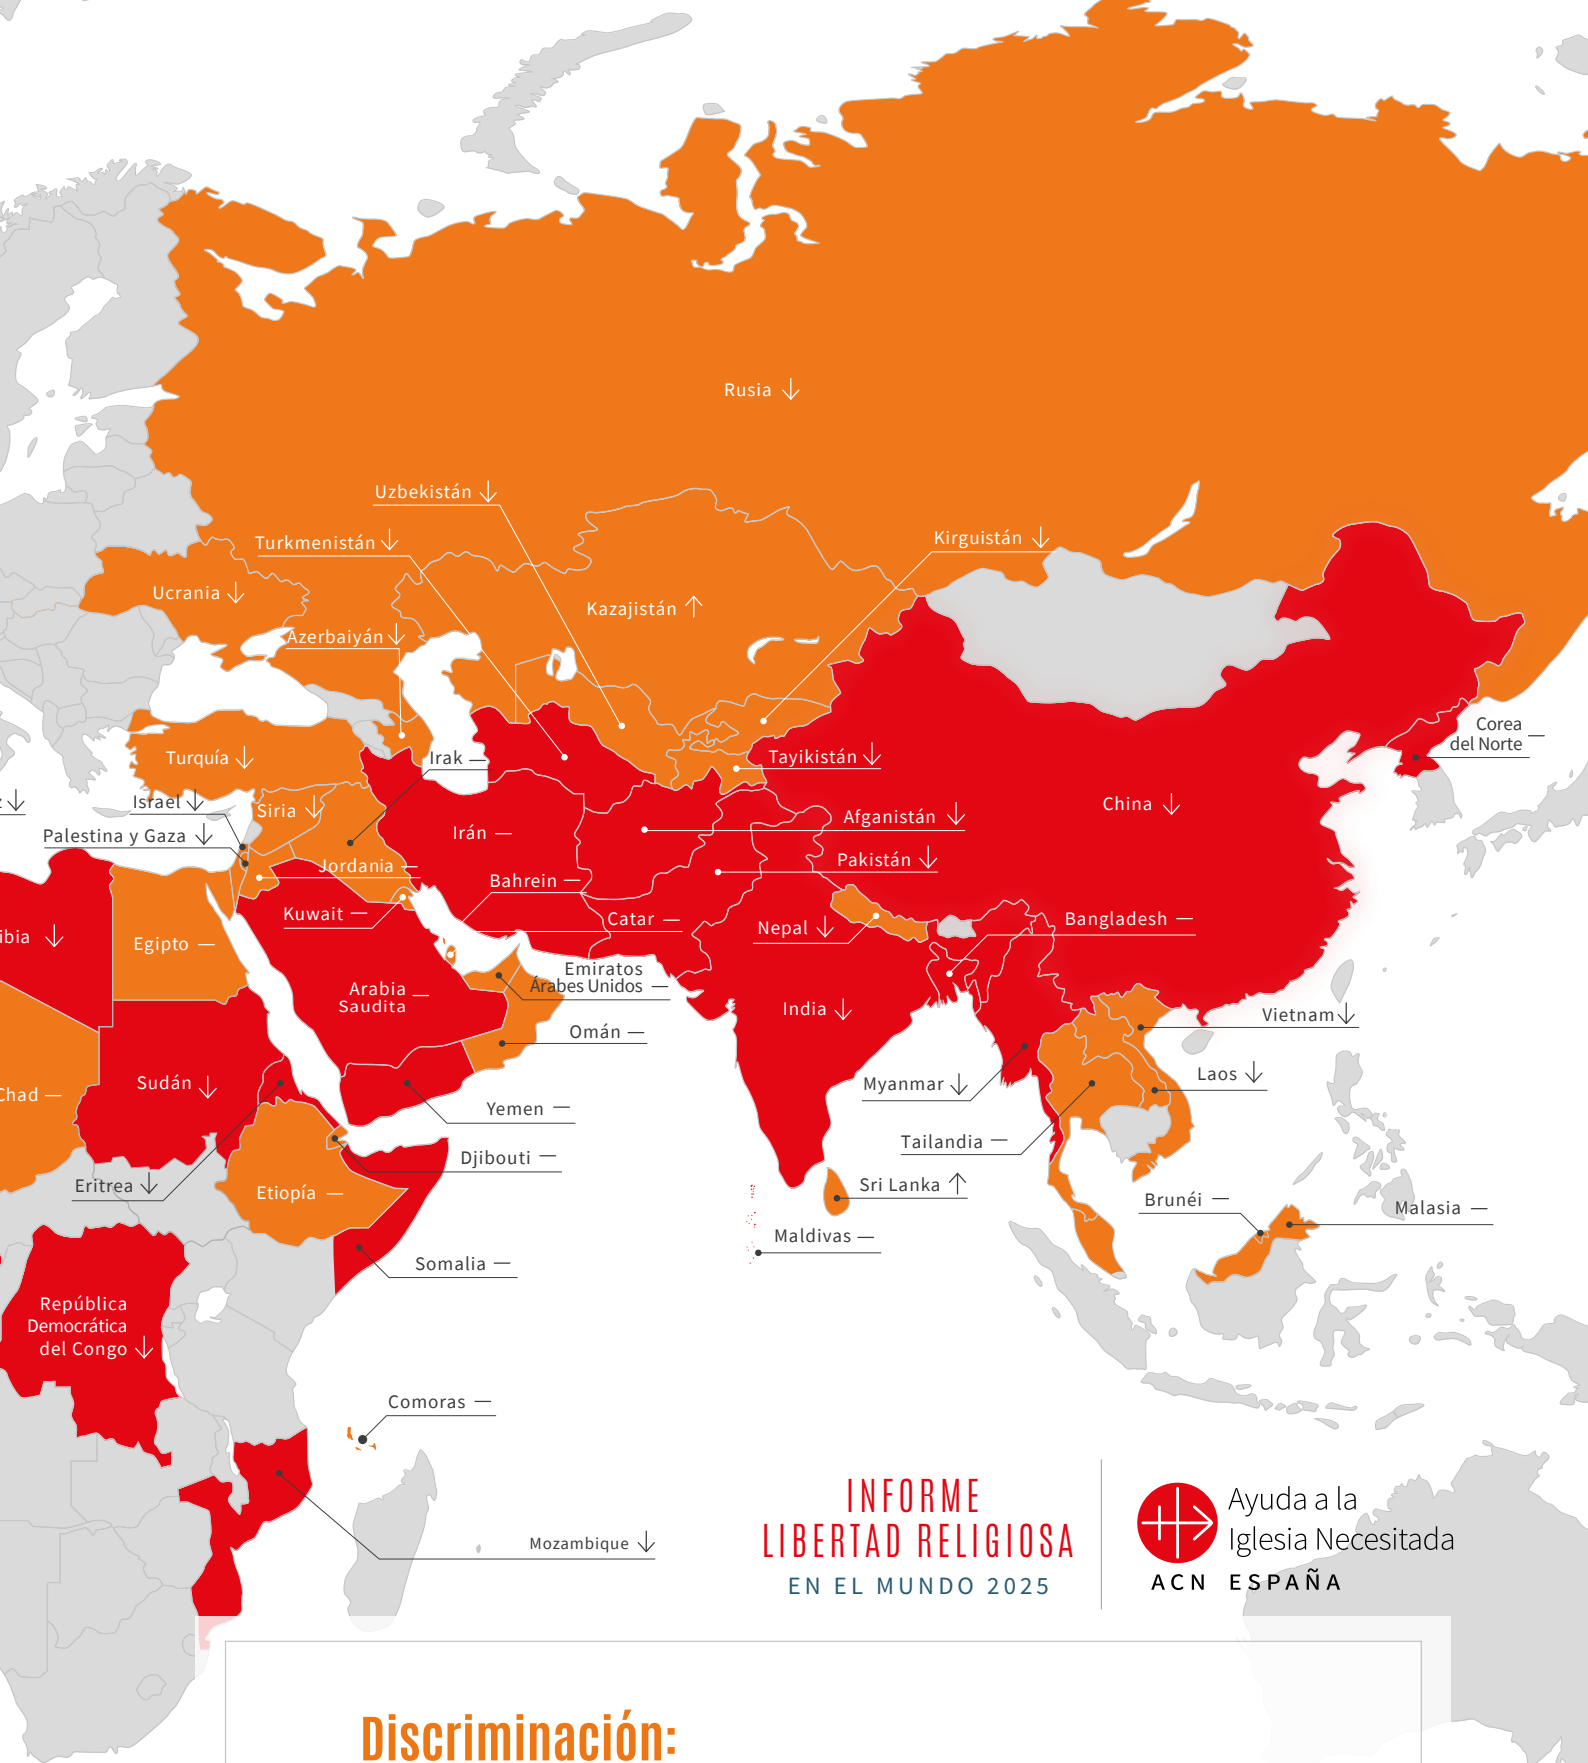 Rusia ↓
Uzbekistán ↓
Turkmenistán ↓
Kirguistán ↓
Ucrania ↓
Kazajistán ↑
Azerbaiyán ↓
Corea
del Norte —
Turquía ↓
Irak —
Tayikistán ↓
Israel ↓
Siria ↓
China ↓
Afganistán ↓
Palestina y Gaza ↓
Irán —
Jordania —
Pakistán ↓
Bahrein —
Kuwait —
Catar —
Nepal ↓
Bangladesh —
ibia ↓
Egipto —
Emiratos
Árabes Unidos —
Arabia
Saudita —
India ↓
Vietnam ↓
Omán —
Laos ↓
Chad —
Sudán ↓
Myanmar ↓
Yemen —
Tailandia —
Djibouti —
Eritrea ↓
Etiopía —
Sri Lanka ↑
Brunéi —
Malasia —
Maldivas —
Somalia —
República
Democrática
del Congo ↓
Comoras —
Mozambique ↓
INFORME
LIBERTAD RELIGIOSA
EN EL MUNDO 2025
Ayuda a la
Iglesia Necesitada
ACN ESPAÑA
Discriminación: